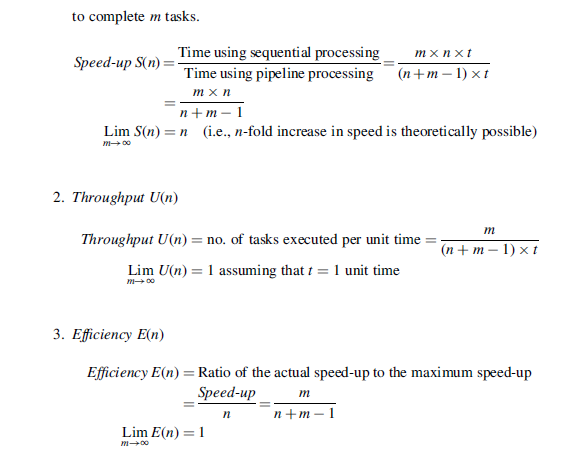 to complete m tasks.
Speed-up S(n) = Time using sequential processing / Time using pipeline processing = m × n × t / (n + m − 1) × t
= m × n / n + m − 1
Lim m→∞ S(n) = n (i.e., n-fold increase in speed is theoretically possible)
2. Throughput U(n)
Throughput U(n) = no. of tasks executed per unit time = m / (n + m − 1) × t
Lim m→∞ U(n) = 1 assuming that t = 1 unit time
3. Efficiency E(n)
Efficiency E(n) = Ratio of the actual speed-up to the maximum speed-up
= Speed-up / n = m / n + m − 1
Lim m→∞ E(n) = 1